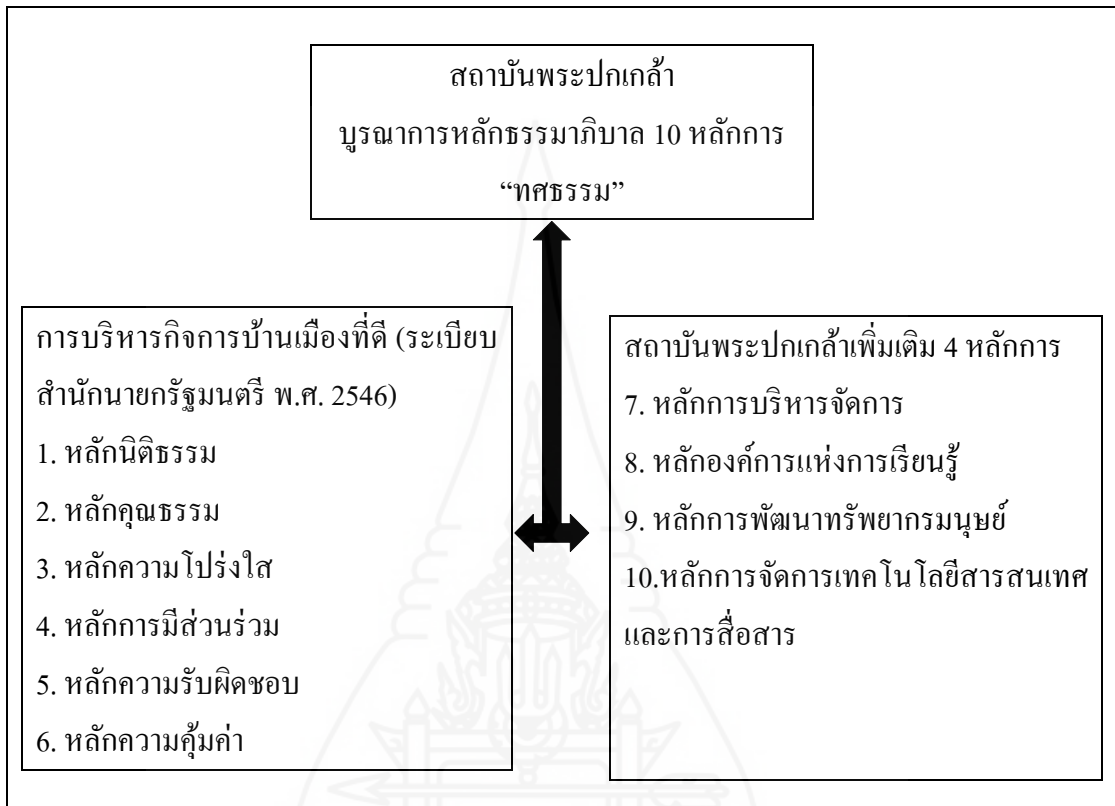 สถาบันพระปกเกล้า
บูรณาการหลักธรรมาภิบาล 10 หลักการ
“ทศธรรม”
การบริหารกิจการบ้านเมืองที่ดี (ระเบียบ
สำนักนายกรัฐมนตรี พ.ศ. 2546)
1. หลักนิติธรรม
2. หลักคุณธรรม
3. หลักความโปร่งใส
4. หลักการมีส่วนร่วม
5. หลักความรับผิดชอบ
6. หลักความคุ้มค่า
สถาบันพระปกเกล้าเพิ่มเติม 4 หลักการ
7. หลักการบริหารจัดการ
8. หลักองค์การแห่งการเรียนรู้
9. หลักการพัฒนาทรัพยากรมนุษย์
10.หลักการจัดการเทคโนโลยีสารสนเทศ
และการสื่อสาร